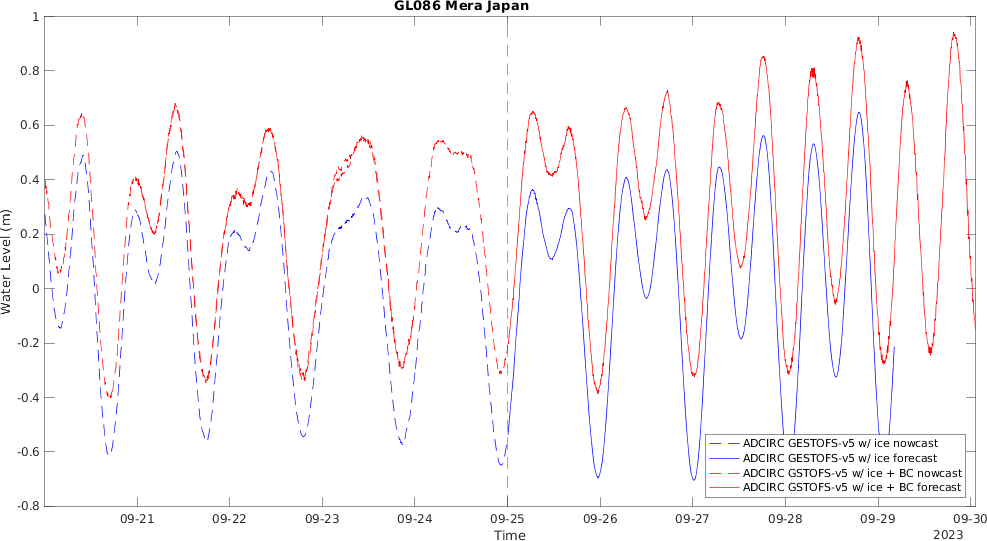 GL086 Mera Japan
1
0.8
0.6
0.4
0.2
0
-0.2
-0.4
-0.6
-0.8
Water Level (m)
09-21 09-22 09-23 09-24 09-25 09-26 09-27 09-28 09-29 09-30
Time
2023
ADCIRC GESTOFS-v5 w/ ice nowcast
ADCIRC GESTOFS-v5 w/ ice forecast
ADCIRC GSTOFS-v5 w/ ice + BC nowcast
ADCIRC GSTOFS-v5 w/ ice + BC forecast